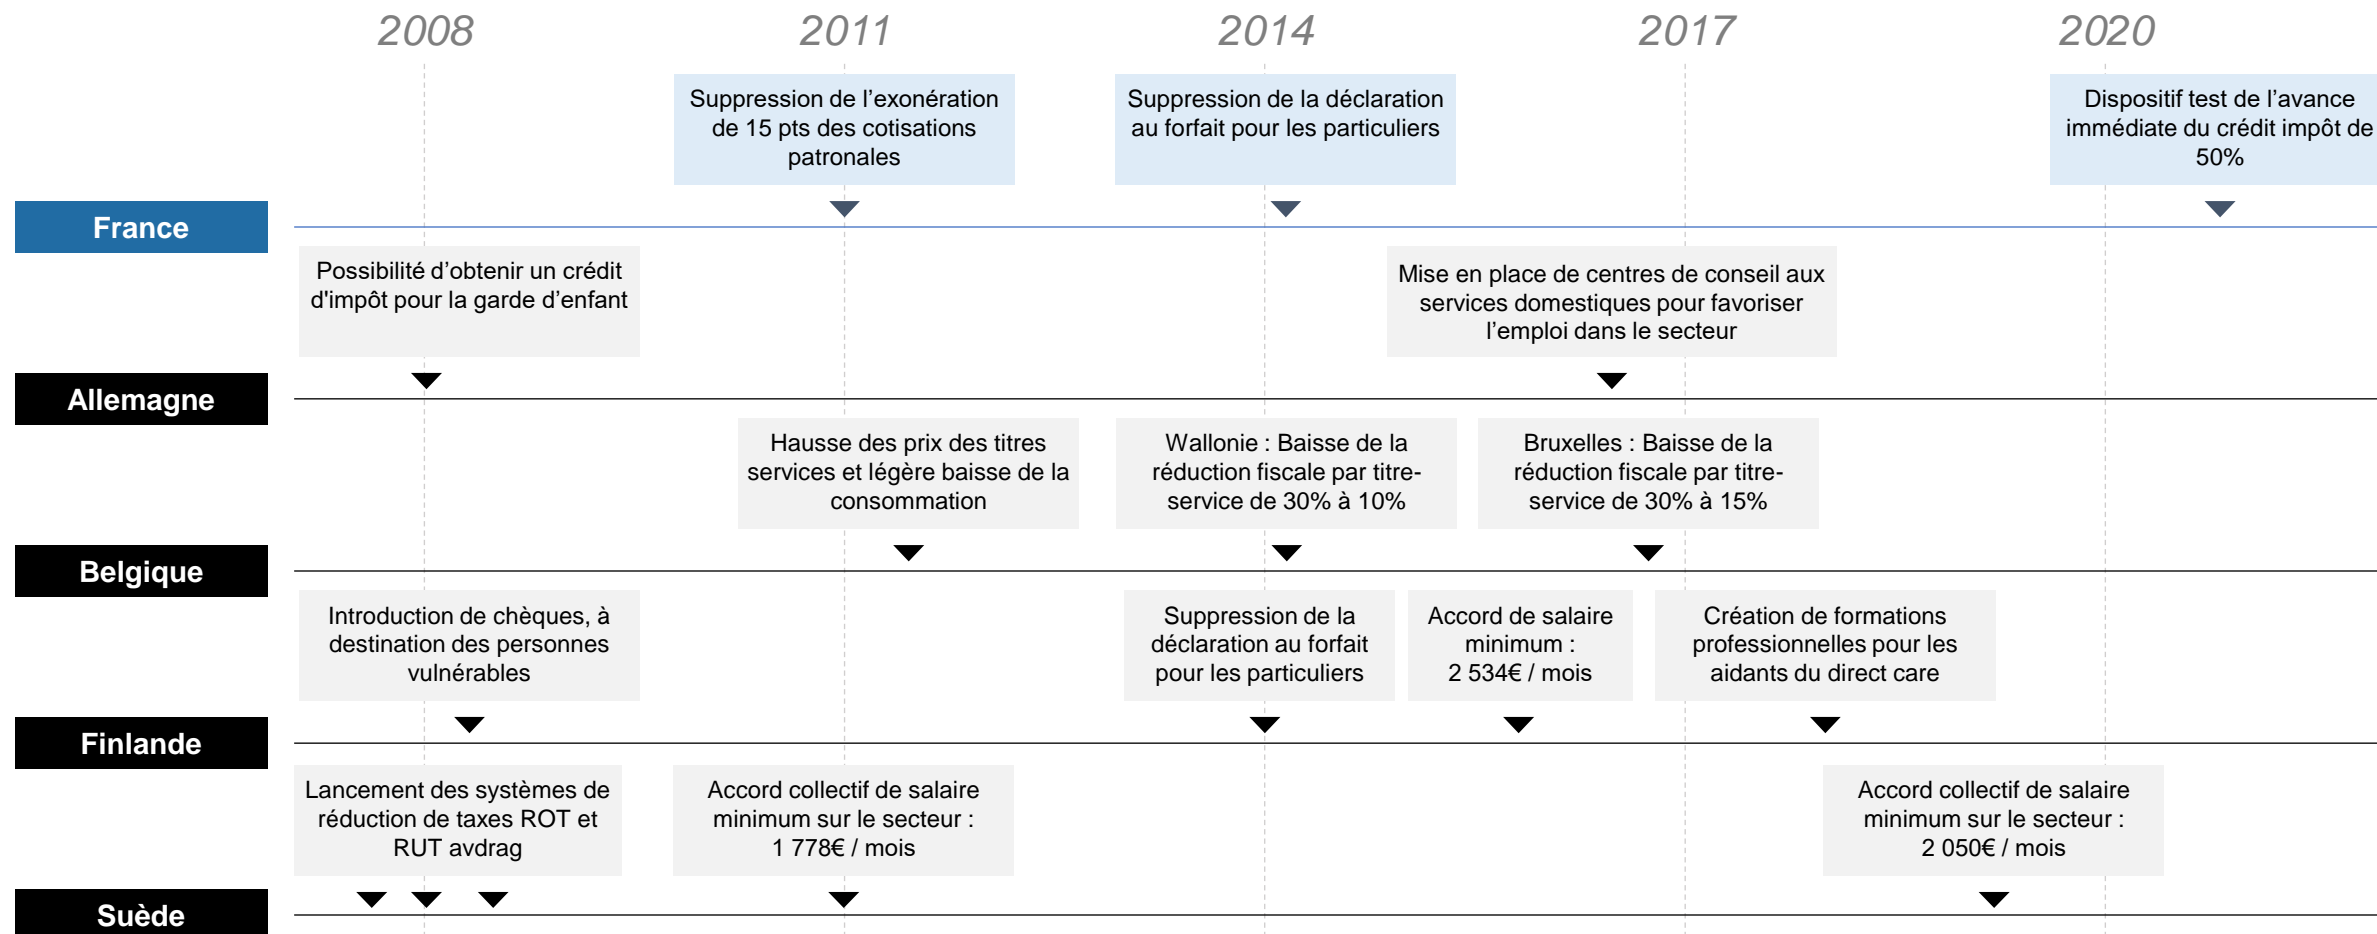 2008
2011
2014
2017
2020
Suppression de l’exonération
de 15 pts des cotisations
patronales
Suppression de la déclaration
au forfait pour les particuliers
Dispositif test de l’avance
immédiate du crédit impôt de
50%
France
Possibilité d’obtenir un crédit
d'impôt pour la garde d’enfant
Mise en place de centres de conseil aux
services domestiques pour favoriser
l’emploi dans le secteur
Allemagne
Hausse des prix des titres
services et légère baisse de la
consommation
Wallonie : Baisse de la
réduction fiscale par titre-
service de 30% à 10%
Bruxelles : Baisse de la
réduction fiscale par titre-
service de 30% à 15%
Belgique
Introduction de chèques, à
destination des personnes
vulnérables
Suppression de la
déclaration au forfait
pour les particuliers
Accord de salaire
minimum :
2 534€ / mois
Création de formations
professionnelles pour les
aidants du direct care
Finlande
Lancement des systèmes de
réduction de taxes ROT et
RUT avdrag
Accord collectif de salaire
minimum sur le secteur :
1 778€ / mois
Accord collectif de salaire
minimum sur le secteur :
2 050€ / mois
Suède